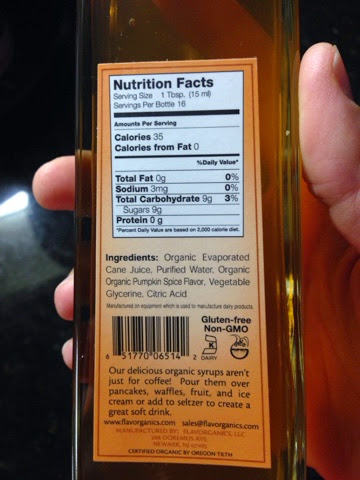 Nutrition Facts
Serving Size 1 Tbsp. (15 ml)
Servings Per Bottle 16
Amounts Per Serving
Calories 35
Calories from Fat 0
%Daily Value*
Total Fat 0g 0%
Sodium 3mg 0%
Total Carbohydrate 9g 3%
Sugars 9g
Protein 0 g
*Percent Daily Value are based on 2,000 calorie diet.
Ingredients: Organic Evaporated
Cane Juice, Purified Water, Organic
Organic Pumpkin Spice Flavor, Vegetable
Glycerine, Citric Acid
Manufactured on equipment which is used to manufacture dairy products.
Gluten-free
Non-GMO
K
DAIRY
6 51770 06514 2
Our delicious organic syrups aren't
just for coffee! Pour them over
pancakes, waffles, fruit, and ice
cream or add to seltzer to create a
great soft drink.
www.flavorganics.com sales@flavorganics.com
MANUFACTURED BY: FLAVORGANICS, LLC
268 DOREMUS AVE
NEWARK, NJ 07105
CERTIFIED ORGANIC BY OREGON TILTH